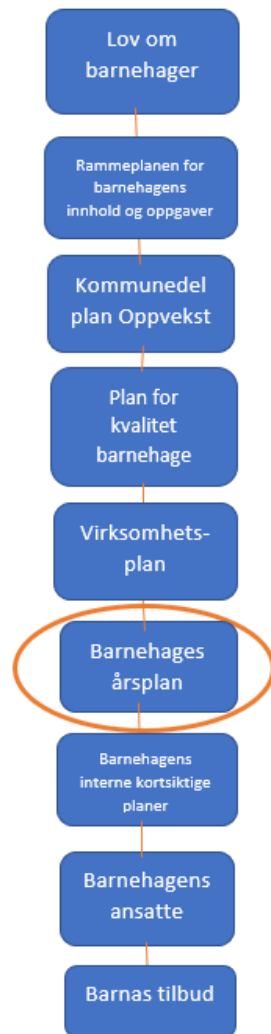 Lov om
barnehager
Rammeplanen for
barnehagens
innhold og oppgaver
Kommunedel
plan Oppvekst
Plan for
kvalitet
barnehage
Virksomhets-
plan
Barnehages
årsplan
Barnehagens
interne kortsiktige
planer
Barnehagens
ansatte
Barnas tilbud